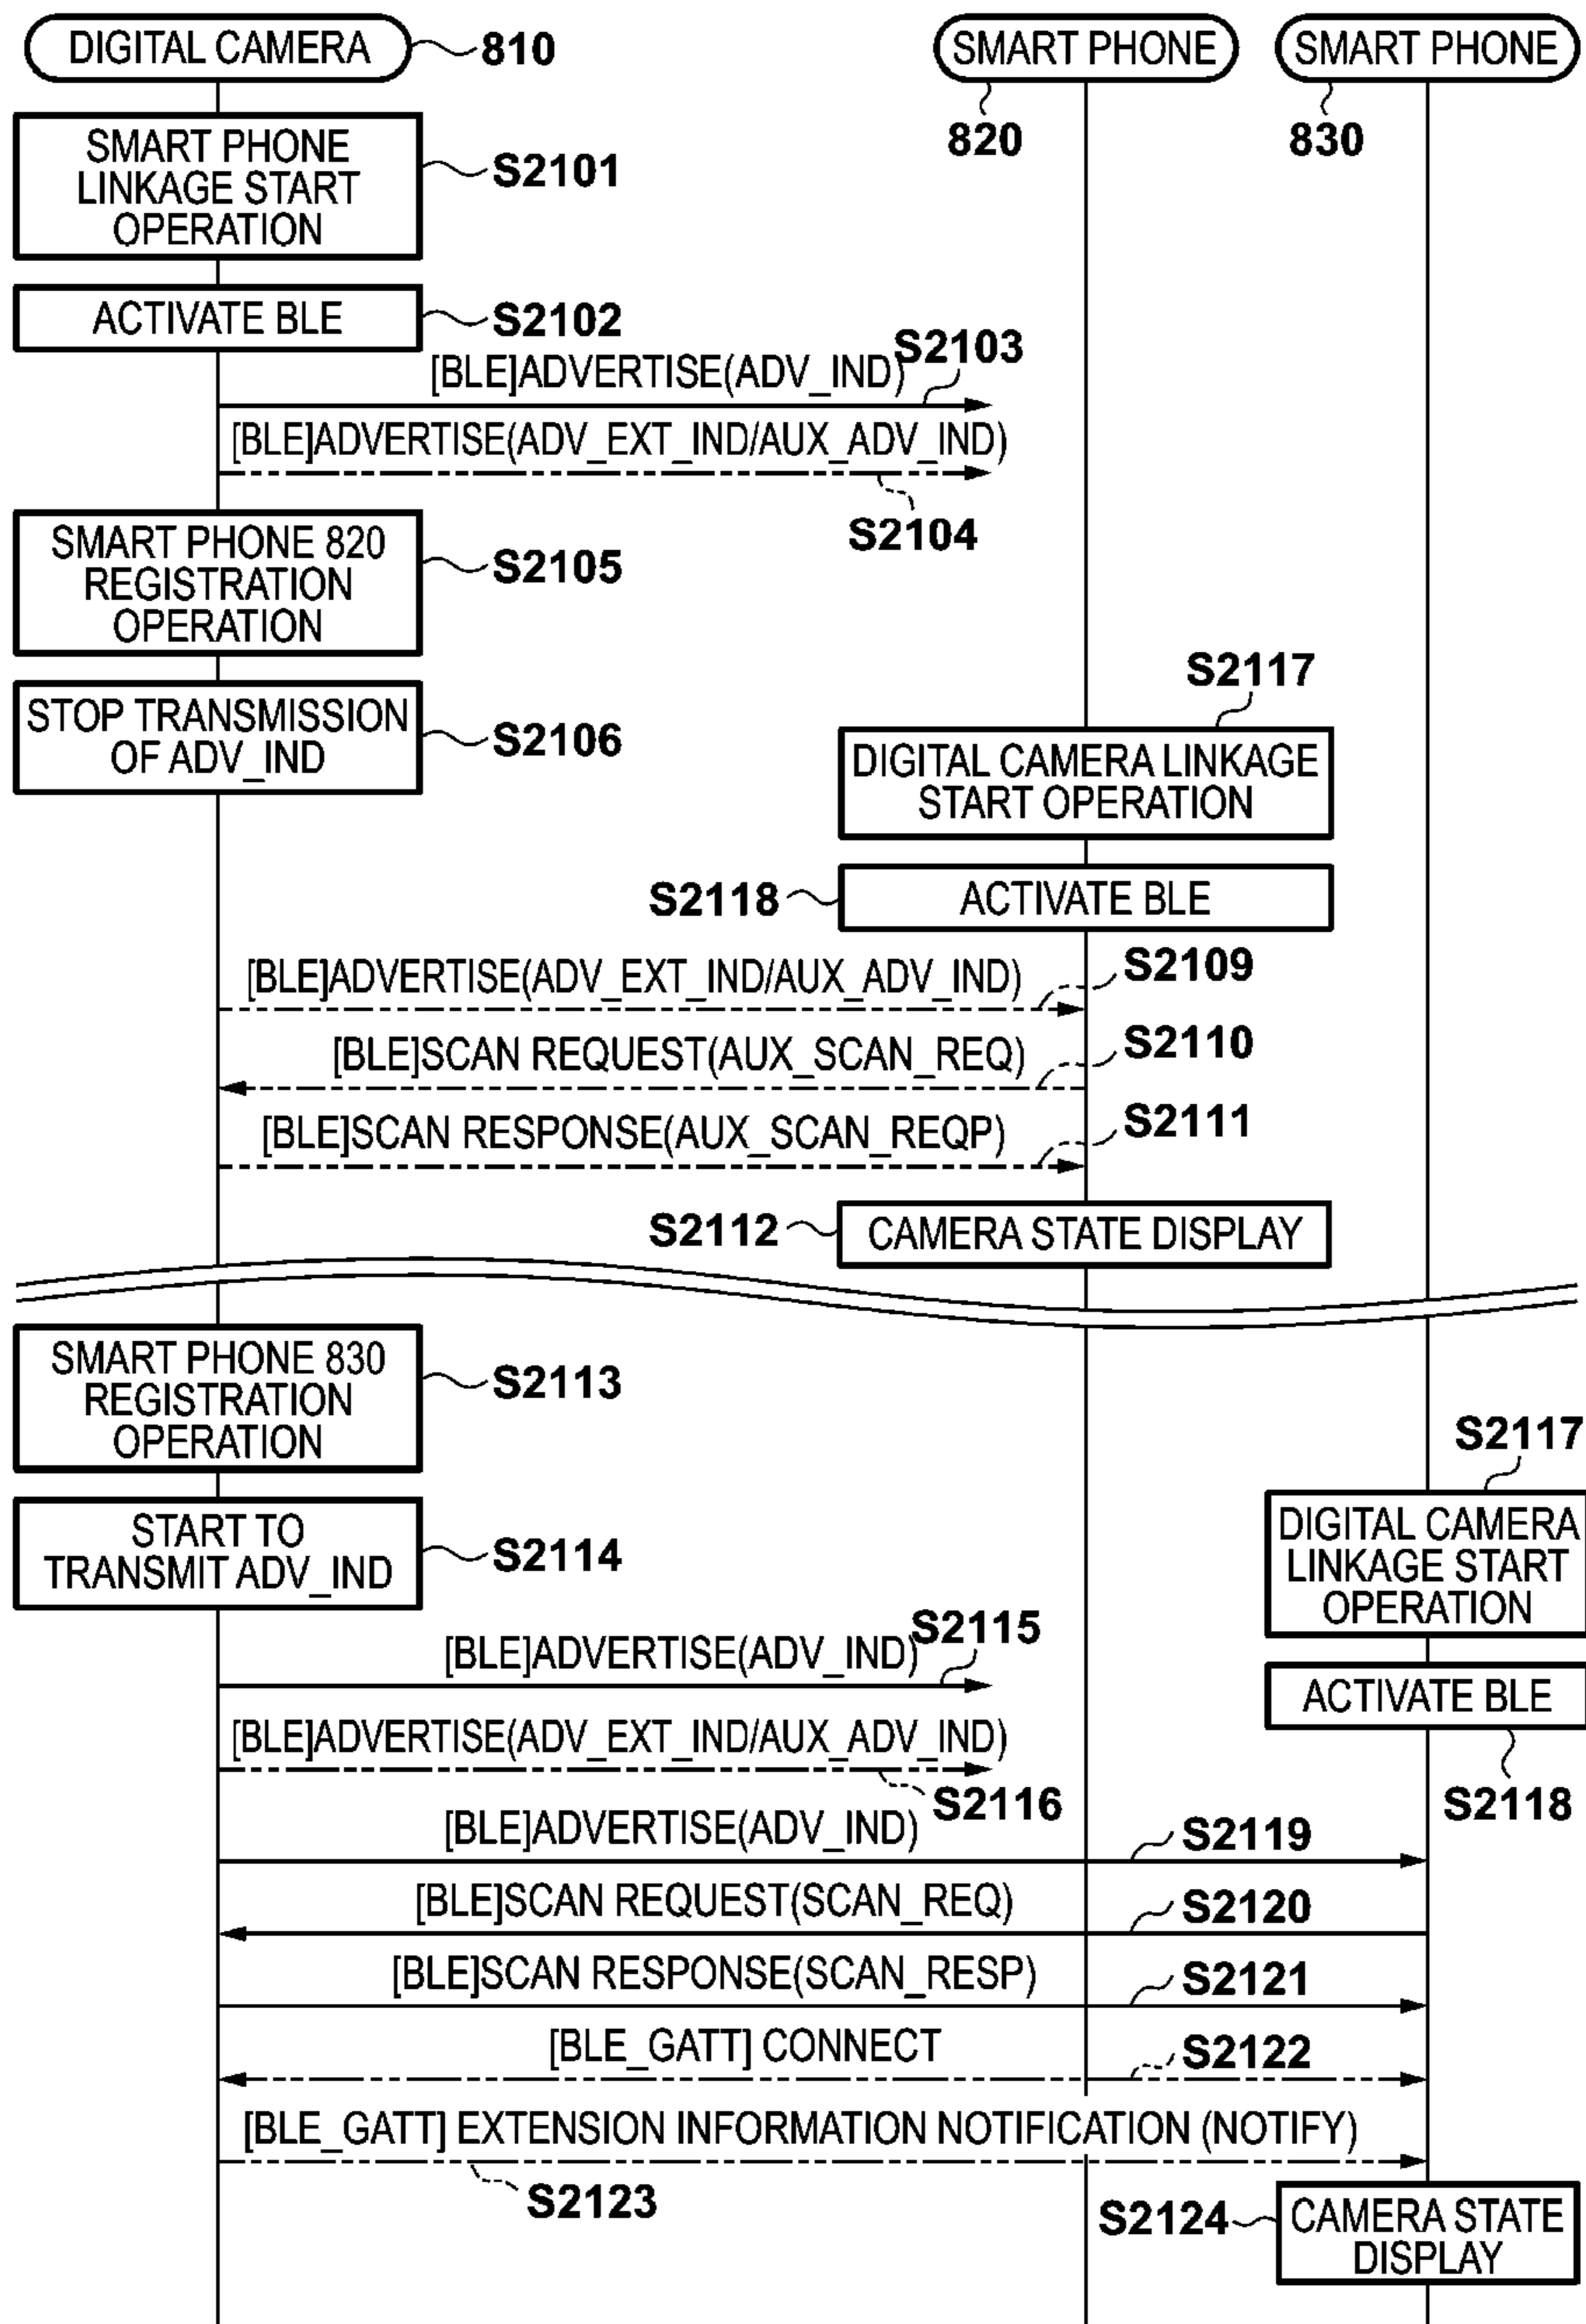 DIGITAL CAMERA
810
SMART PHONE
820
SMART PHONE
830
SMART PHONE
LINKAGE START
OPERATION
S2101
ACTIVATE BLE
S2102
[BLE]ADVERTISE(ADV_IND)
S2103
[BLE]ADVERTISE(ADV_EXT_IND/AUX_ADV_IND)
S2104
SMART PHONE 820
REGISTRATION
OPERATION
S2105
STOP TRANSMISSION
OF ADV_IND
S2106
S2117
DIGITAL CAMERA LINKAGE
START OPERATION
S2118
ACTIVATE BLE
[BLE]ADVERTISE(ADV_EXT_IND/AUX_ADV_IND)
S2109
[BLE]SCAN REQUEST(AUX_SCAN_REQ)
S2110
[BLE]SCAN RESPONSE(AUX_SCAN_REQP)
S2111
S2112
CAMERA STATE DISPLAY
SMART PHONE 830
REGISTRATION
OPERATION
S2113
S2117
DIGITAL CAMERA
LINKAGE START
OPERATION
START TO
TRANSMIT ADV_IND
S2114
[BLE]ADVERTISE(ADV_IND)
S2115
ACTIVATE BLE
S2118
[BLE]ADVERTISE(ADV_EXT_IND/AUX_ADV_IND)
S2116
[BLE]ADVERTISE(ADV_IND)
S2119
[BLE]SCAN REQUEST(SCAN_REQ)
S2120
[BLE]SCAN RESPONSE(SCAN_RESP)
S2121
[BLE_GATT] CONNECT
S2122
[BLE_GATT] EXTENSION INFORMATION NOTIFICATION (NOTIFY)
S2123
S2124
CAMERA STATE
DISPLAY